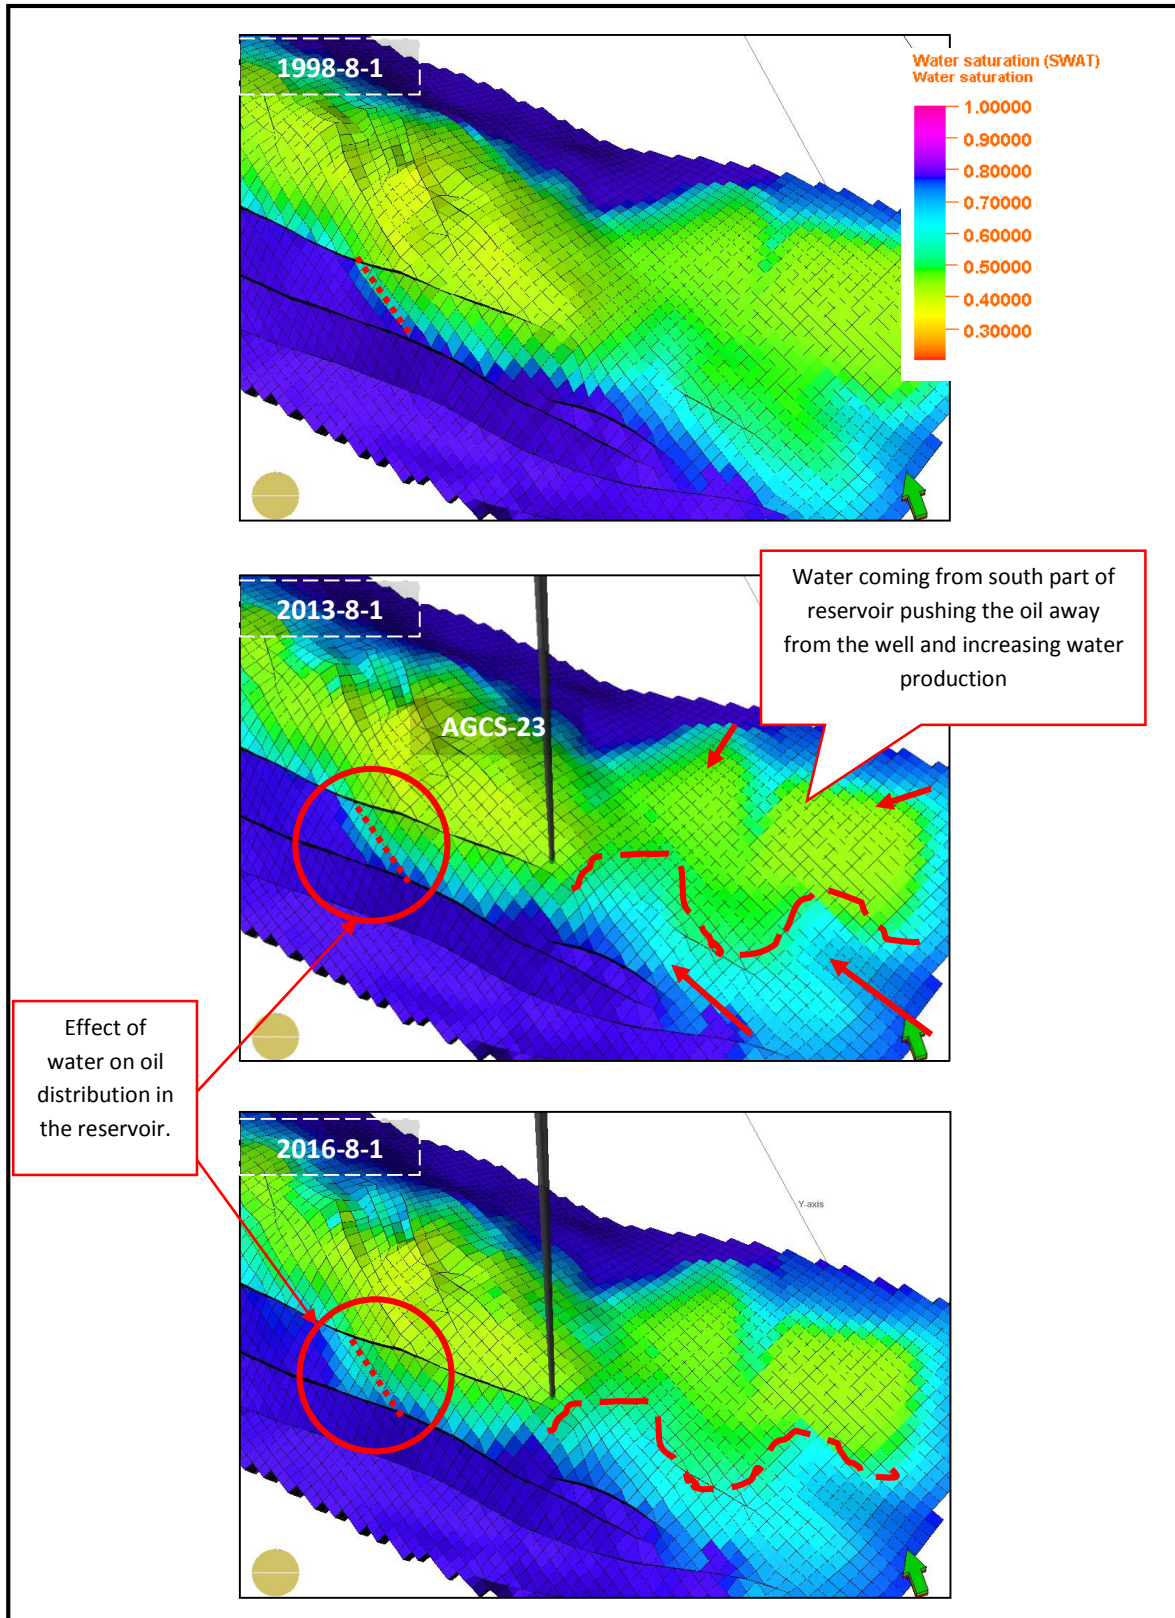 1998-8-1
Water saturation (SWAT)
Water saturation
1.00000
0.90000
0.80000
0.70000
0.60000
0.50000
0.40000
0.30000
2013-8-1
AGCS-23
Water coming from south part of
reservoir pushing the oil away
from the well and increasing water
production
Effect of
water on oil
distribution in
the reservoir.
2016-8-1
Y-axis